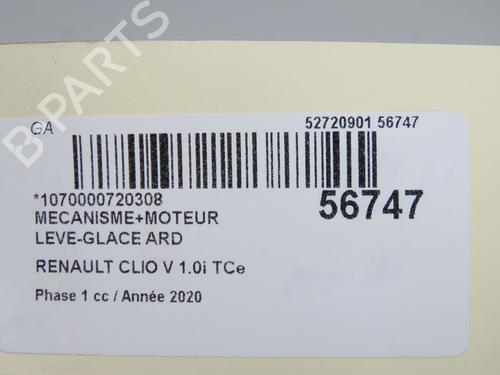 B-PARTS
GA
52720901 56747
*1070000720308
56747
MECANISME+MOTEUR
LEVE-GLACE ARD
RENAULT CLIO V 1.0i TCe
Phase 1 cc / Année 2020